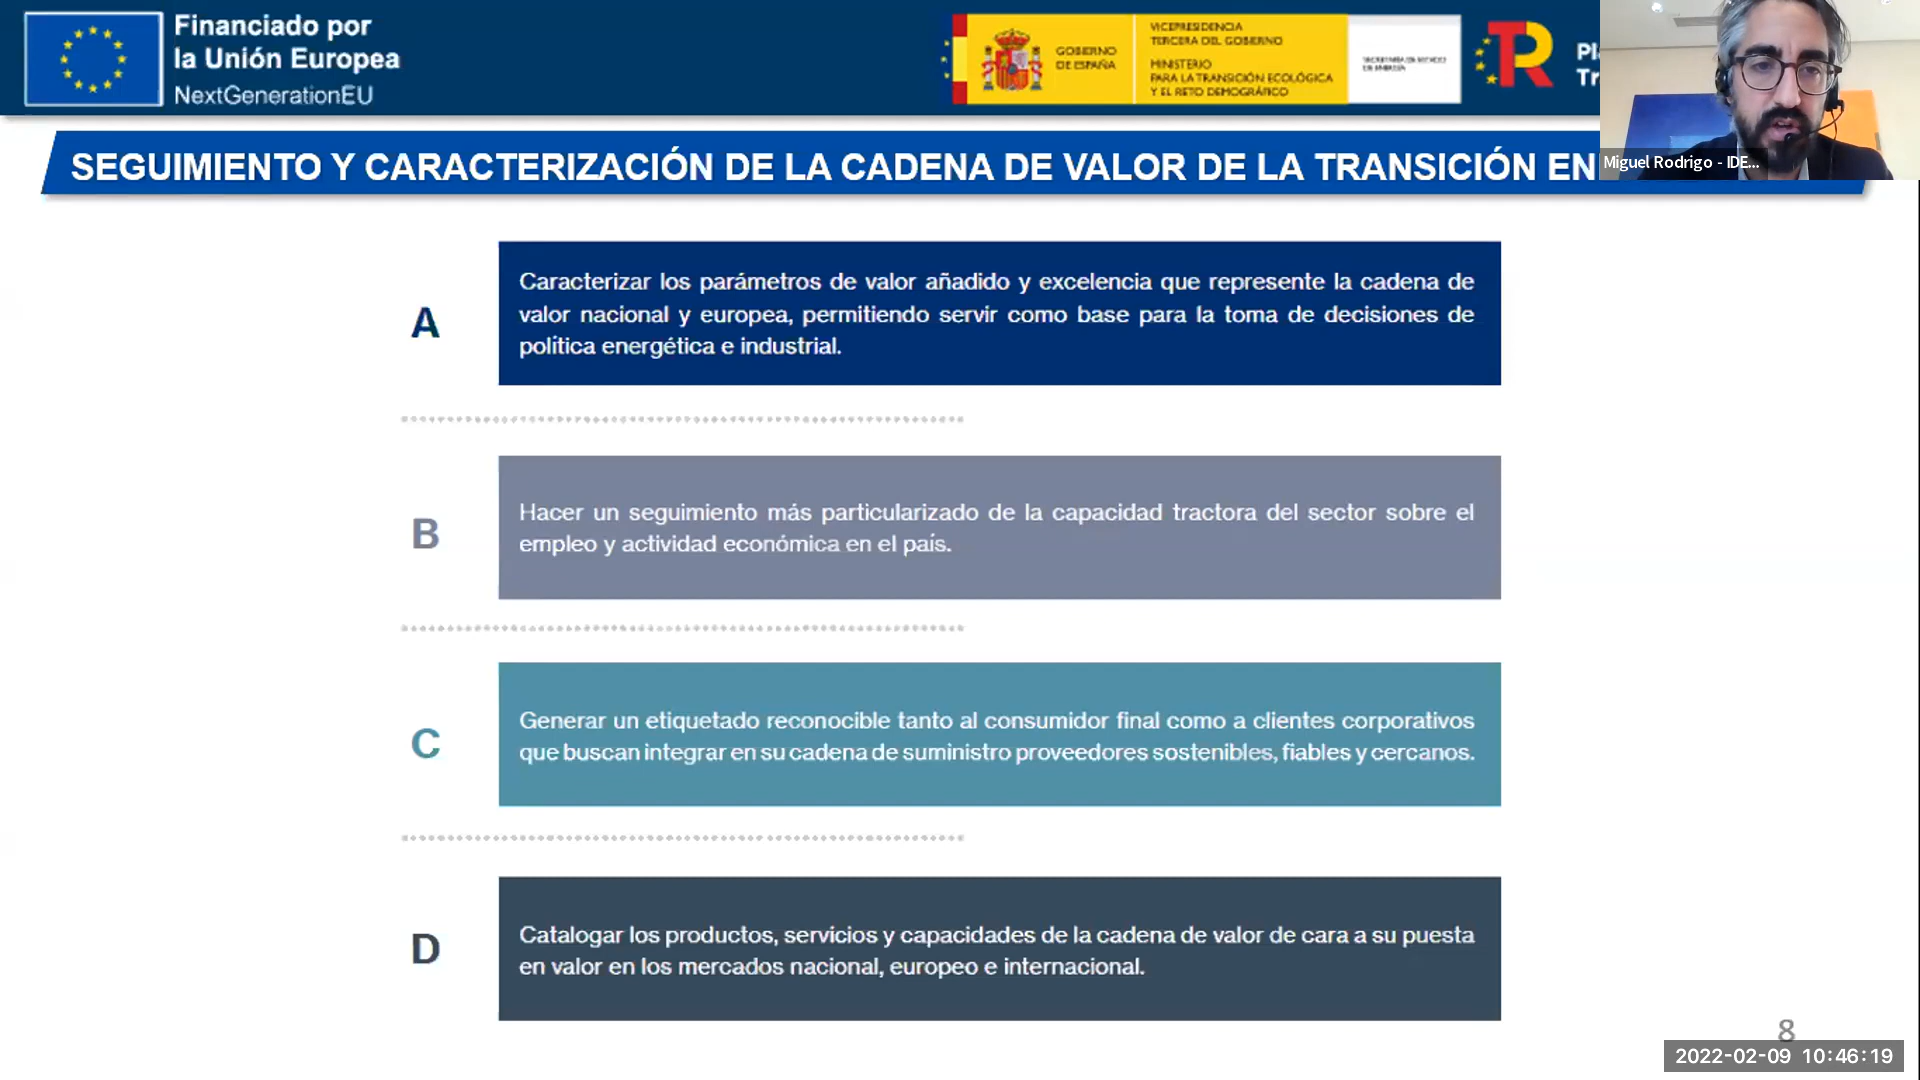 Financiado por
la Unión Europea
NextGenerationEU
GOBIERNO
DE ESPAÑA
VICEPRESIDENCIA
TERCERA DEL GOBIERNO
MINISTERIO
PARA LA TRANSICIÓN ECOLÓGICA
Y EL RETO DEMOGRÁFICO
SECRETARÍA DE ESTADO
DE ENERGÍA
Miguel Rodrigo - IDE...
SEGUIMIENTO Y CARACTERIZACIÓN DE LA CADENA DE VALOR DE LA TRANSICIÓN EN
A
Caracterizar los parámetros de valor añadido y excelencia que represente la cadena de
valor nacional y europea, permitiendo servir como base para la toma de decisiones de
política energética e industrial.
B
Hacer un seguimiento más particularizado de la capacidad tractora del sector sobre el
empleo y actividad económica en el país.
C
Generar un etiquetado reconocible tanto al consumidor final como a clientes corporativos
que buscan integrar en su cadena de suministro proveedores sostenibles, fiables y cercanos.
D
Catalogar los productos, servicios y capacidades de la cadena de valor de cara a su puesta
en valor en los mercados nacional, europeo e internacional.
8
2022-02-09 10:46:19